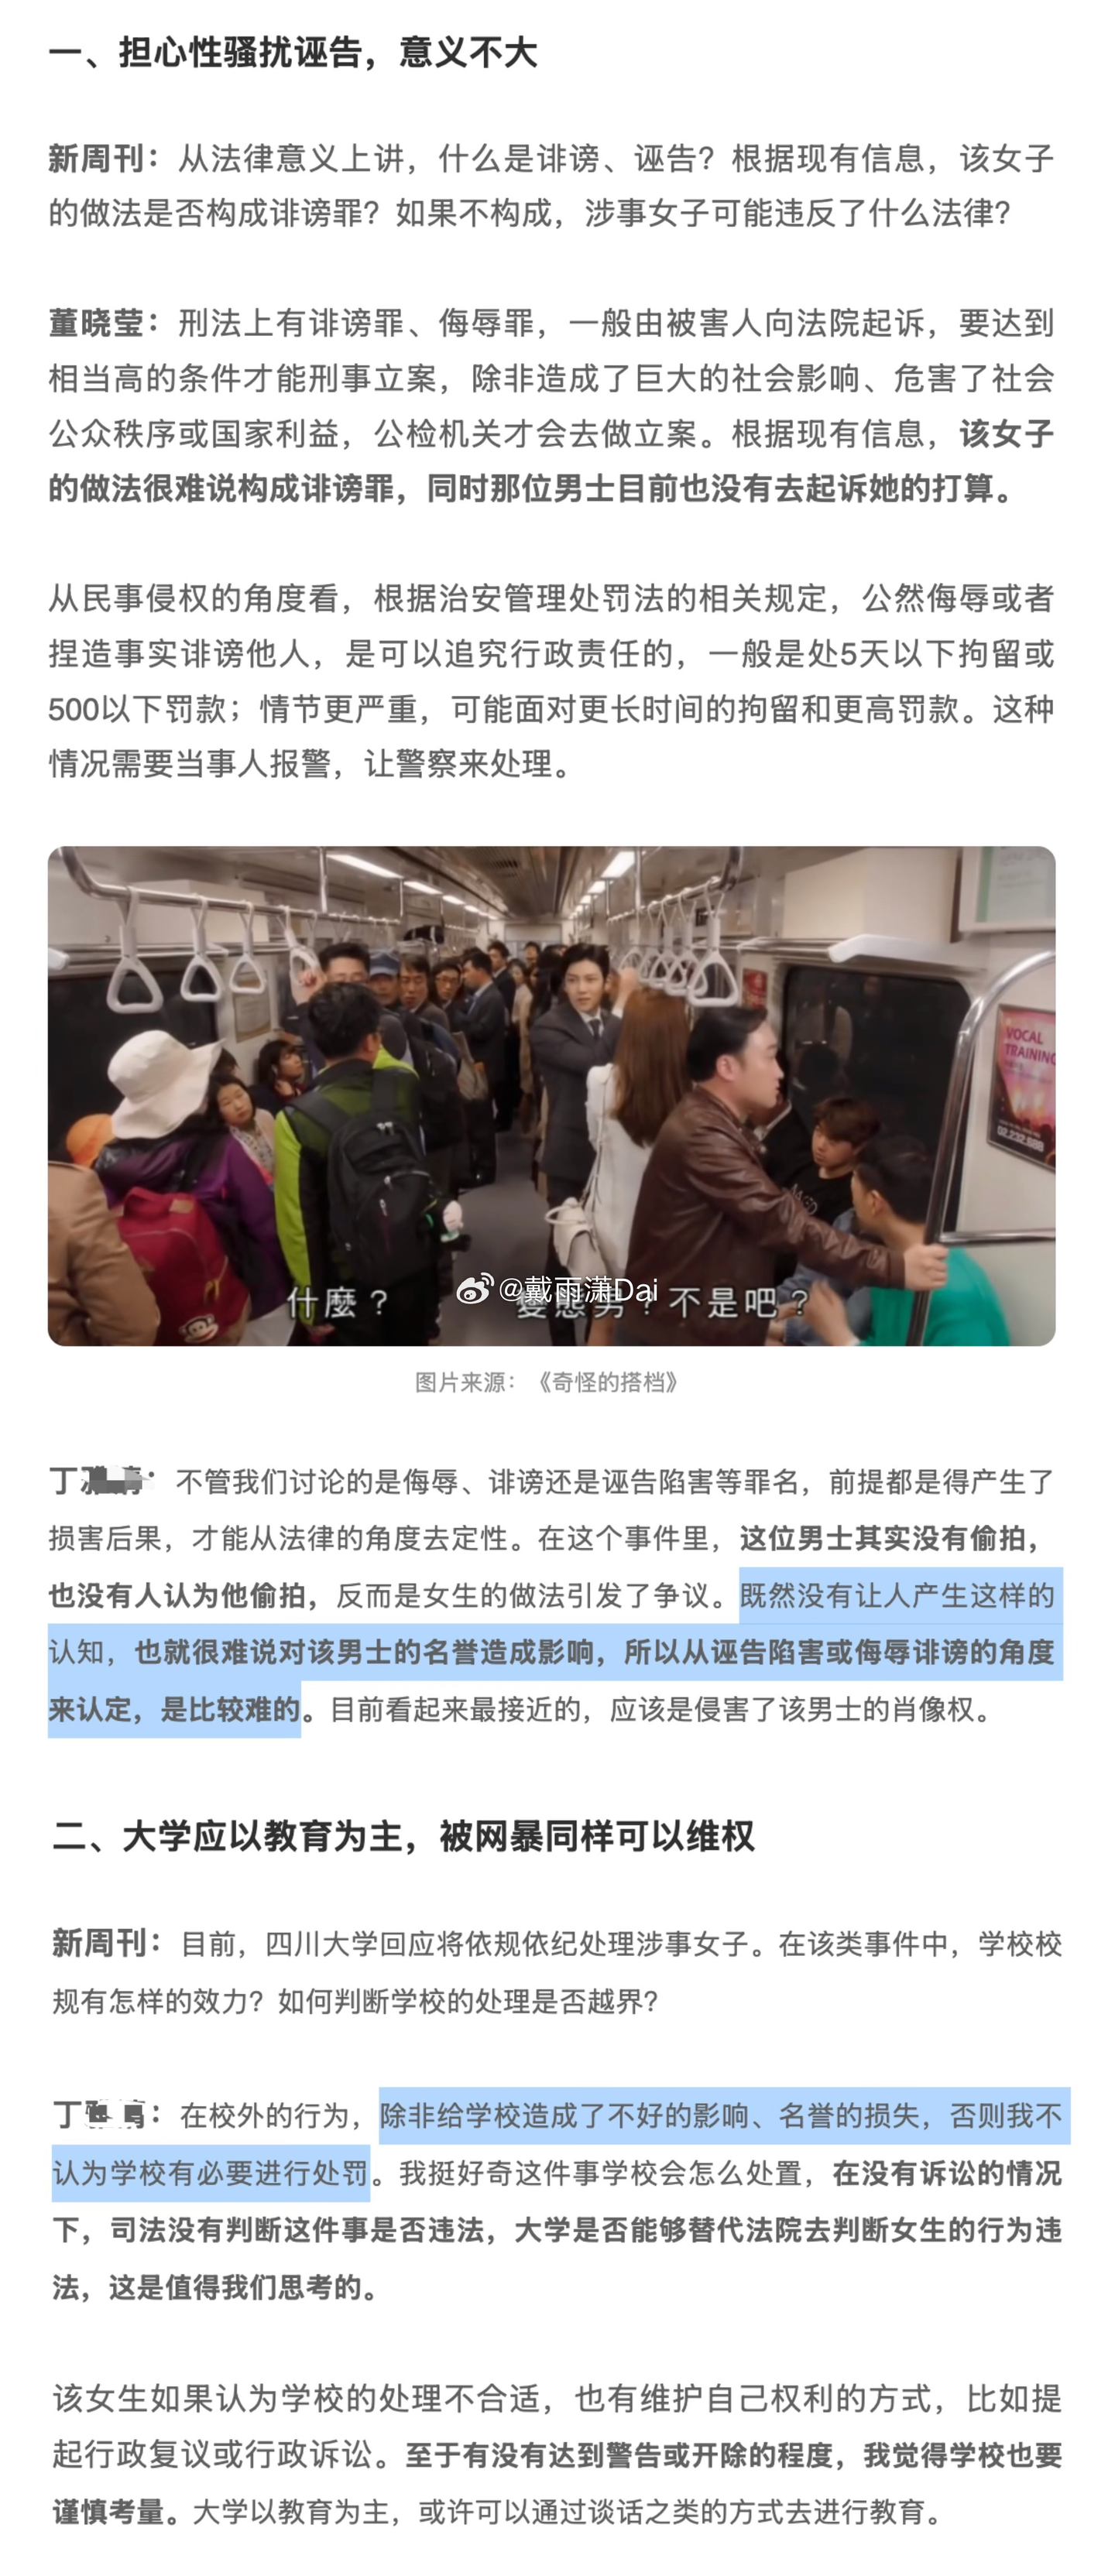 一、担心性骚扰诬告，意义不大
新周刊：从法律意义上讲，什么是诽谤、诬告？根据现有信息，该女子
的做法是否构成诽谤罪？如果不构成，涉事女子可能违反了什么法律？
董晓莹：刑法上有诽谤罪、侮辱罪，一般由被害人向法院起诉，要达到
相当高的条件才能刑事立案，除非造成了巨大的社会影响、危害了社会
公众秩序或国家利益，公检机关才会去做立案。根据现有信息，该女子
的做法很难说构成诽谤罪，同时那位男士目前也没有去起诉她的打算。
从民事侵权的角度看，根据治安管理处罚法的相关规定，公然侮辱或者
捏造事实诽谤他人，是可以追究行政责任的，一般是处5天以下拘留或
500以下罚款；情节更严重，可能面对更长时间的拘留和更高罚款。这种
情况需要当事人报警，让警察来处理。
VOCAL
TRAINING
@戴雨潇Dai
什麼？ 變態男？不是吧？
图片来源：《奇怪的搭档》
丁 ：不管我们讨论的是侮辱、诽谤还是诬告陷害等罪名，前提都是得产生了
损害后果，才能从法律的角度去定性。在这个事件里，这位男士其实没有偷拍，
也没有人认为他偷拍，反而是女生的做法引发了争议。既然没有让人产生这样的
认知，也就很难说对该男士的名誉造成影响，所以从诬告陷害或侮辱诽谤的角度
来认定，是比较难的。目前看起来最接近的，应该是侵害了该男士的肖像权。
二、大学应以教育为主，被网暴同样可以维权
新周刊：目前，四川大学回应将依规依纪处理涉事女子。在该类事件中，学校校
规有怎样的效力？如何判断学校的处理是否越界？
丁 ：在校外的行为，除非给学校造成了不好的影响、名誉的损失，否则我不
认为学校有必要进行处罚。我挺好奇这件事学校会怎么处置，在没有诉讼的情况
下，司法没有判断这件事是否违法，大学是否能够替代法院去判断女生的行为违
法，这是值得我们思考的。
该女生如果认为学校的处理不合适，也有维护自己权利的方式，比如提
起行政复议或行政诉讼。至于有没有达到警告或开除的程度，我觉得学校也要
谨慎考量。大学以教育为主，或许可以通过谈话之类的方式去进行教育。